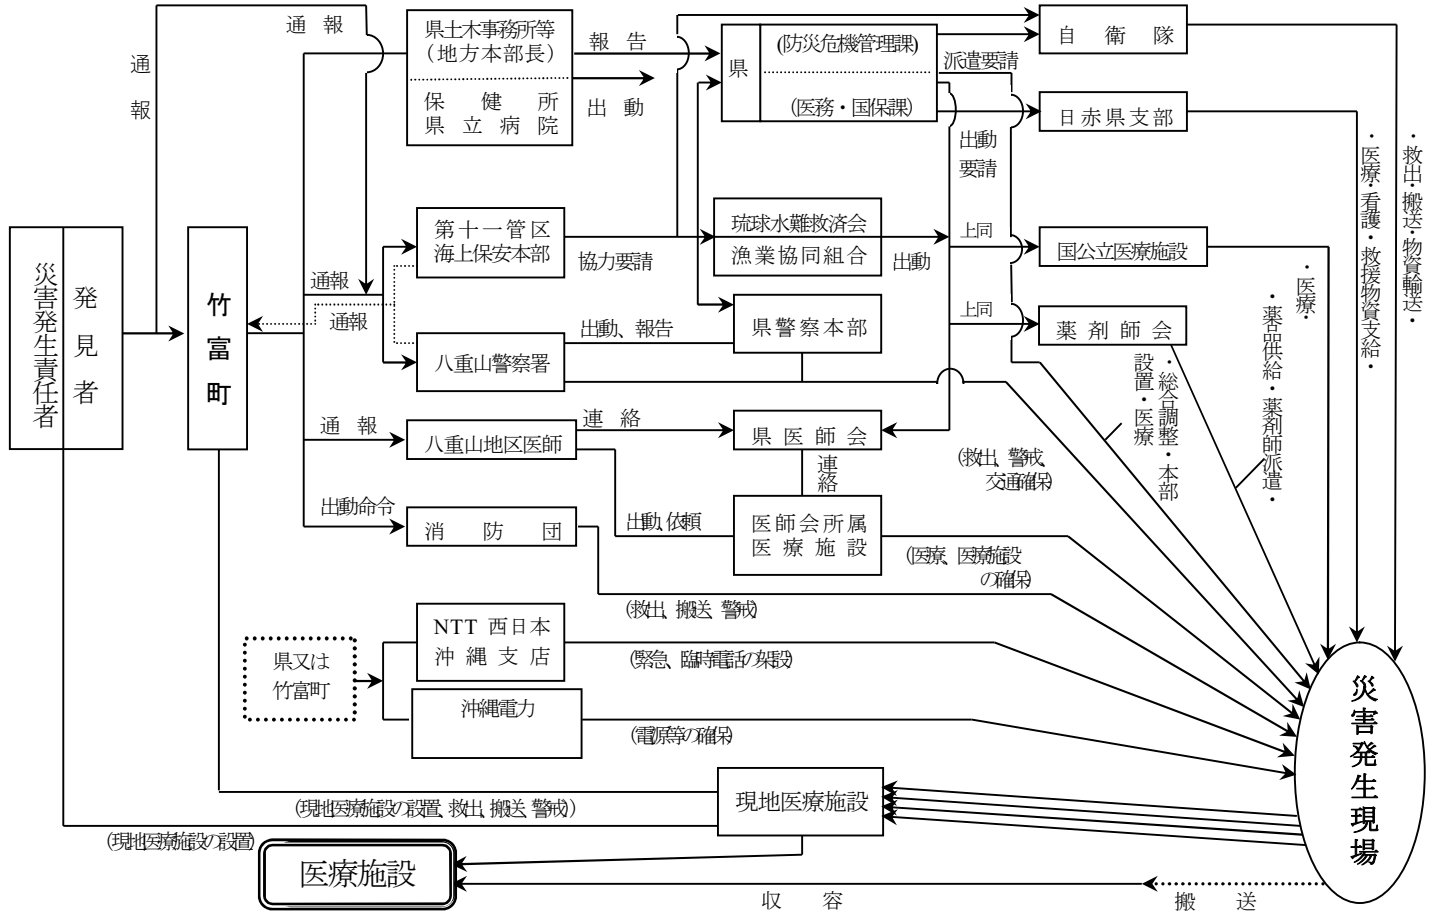 通報
通報
県土木事務所等
（地方本部長）
保健所
県立病院
報告
出動
県
(防災危機管理課)
(医務・国保課)
派遣要請
出動
要請
自衛隊
日赤県支部
・救出・搬送・物資輸送・
・医療・看護・救援物資支給・
災害発生責任者
発見者
竹富町
通報
通報
第十一管区
海上保安本部
協力要請
琉球水難救済会
漁業協同組合
出動
上同
国公立医療施設
・医療・
八重山警察署
出動、報告
県警察本部
上同
薬剤師会
・薬品供給・薬剤師派遣・
・総合調整・本部
設置・医療
通報
八重山地区医師
連絡
県医師会
連絡
(救出、警戒、
交通確保)
出動命令
消防団
出動、依頼
医師会所属
医療施設
(医療、医療施設
の確保)
(救出、搬送、警戒)
県又は
竹富町
NTT 西日本
沖縄支店
(緊急、臨時電話の架設)
沖縄電力
(電源等の確保)
災害発生現場
現地医療施設
(現地医療施設の設置、救出、搬送、警戒))
(現地医療施設の設置)
医療施設
収容
搬送